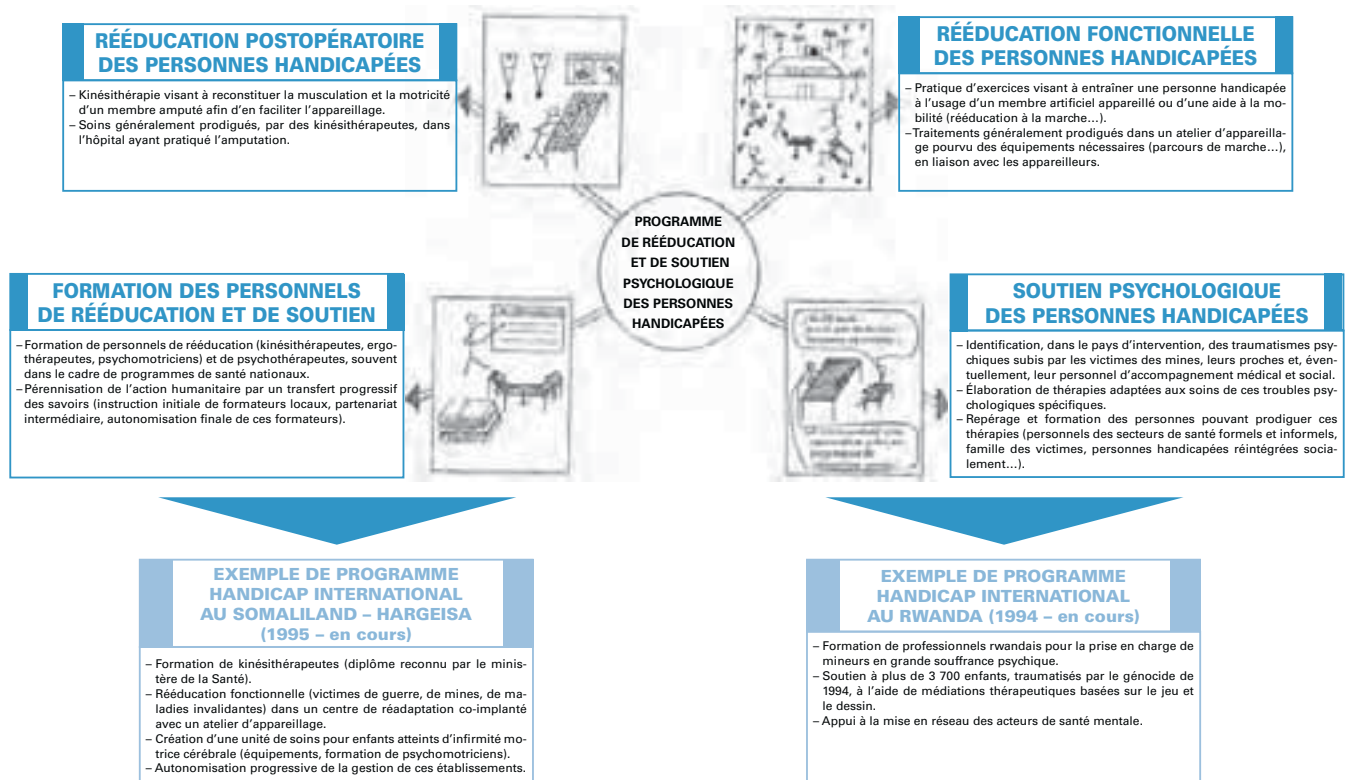 RÉÉDUCATION POSTOPÉRATOIRE
DES PERSONNES HANDICAPÉES
– Kinésithérapie visant à reconstituer la musculation et la motricité
d'un membre amputé afin d'en faciliter l'appareillage.
– Soins généralement prodigués, par des kinésithérapeutes, dans
l'hôpital ayant pratiqué l'amputation.
RÉÉDUCATION FONCTIONNELLE
DES PERSONNES HANDICAPÉES
– Pratique d'exercices visant à entraîner une personne handicapée
à l'usage d'un membre artificiel appareillé ou d'une aide à la mo-
bilité (rééducation à la marche…).
–Traitements généralement prodigués dans un atelier d'appareilla-
ge pourvu des équipements nécessaires (parcours de marche…),
en liaison avec les appareilleurs.
PROGRAMME
DE RÉÉDUCATION
ET DE SOUTIEN
PSYCHOLOGIQUE
DES PERSONNES
HANDICAPÉES
FORMATION DES PERSONNELS
DE RÉÉDUCATION ET DE SOUTIEN
– Formation de personnels de rééducation (kinésithérapeutes, ergo-
thérapeutes, psychomotriciens) et de psychothérapeutes, souvent
dans le cadre de programmes de santé nationaux.
– Pérennisation de l'action humanitaire par un transfert progressif
des savoirs (instruction initiale de formateurs locaux, partenariat
intermédiaire, autonomisation finale de ces formateurs).
SOUTIEN PSYCHOLOGIQUE
DES PERSONNES HANDICAPÉES
– Identification, dans le pays d'intervention, des traumatismes psy-
chiques subis par les victimes des mines, leurs proches et, éven-
tuellement, leur personnel d'accompagnement médical et social.
– Élaboration de thérapies adaptées aux soins de ces troubles psy-
chologiques spécifiques.
– Repérage et formation des personnes pouvant prodiguer ces
thérapies (personnels des secteurs de santé formels et informels,
famille des victimes, personnes handicapées réintégrées socia-
lement…).
EXEMPLE DE PROGRAMME
HANDICAP INTERNATIONAL
AU SOMALILAND – HARGEISA
(1995 – en cours)
– Formation de kinésithérapeutes (diplôme reconnu par le minis-
tère de la Santé).
– Rééducation fonctionnelle (victimes de guerre, de mines, de ma-
ladies invalidantes) dans un centre de réadaptation co-implanté
avec un atelier d'appareillage.
– Création d'une unité de soins pour enfants atteints d'infirmité mo-
trice cérébrale (équipements, formation de psychomotriciens).
– Autonomisation progressive de la gestion de ces établissements.
EXEMPLE DE PROGRAMME
HANDICAP INTERNATIONAL
AU RWANDA (1994 – en cours)
– Formation de professionnels rwandais pour la prise en charge de
mineurs en grande souffrance psychique.
– Soutien à plus de 3 700 enfants, traumatisés par le génocide de
1994, à l'aide de médiations thérapeutiques basées sur le jeu et
le dessin.
– Appui à la mise en réseau des acteurs de santé mentale.